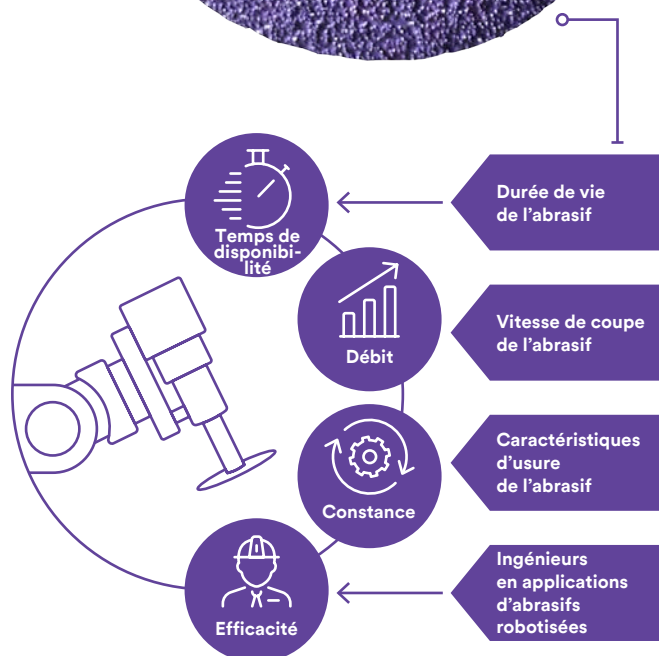 Temps de
disponibi-
lité
Durée de vie
de l’abrasif
Débit
Vitesse de coupe
de l’abrasif
Constance
Caractéristiques
d’usure
de l’abrasif
Efficacité
Ingénieurs
en applications
d’abrasifs
robotisées